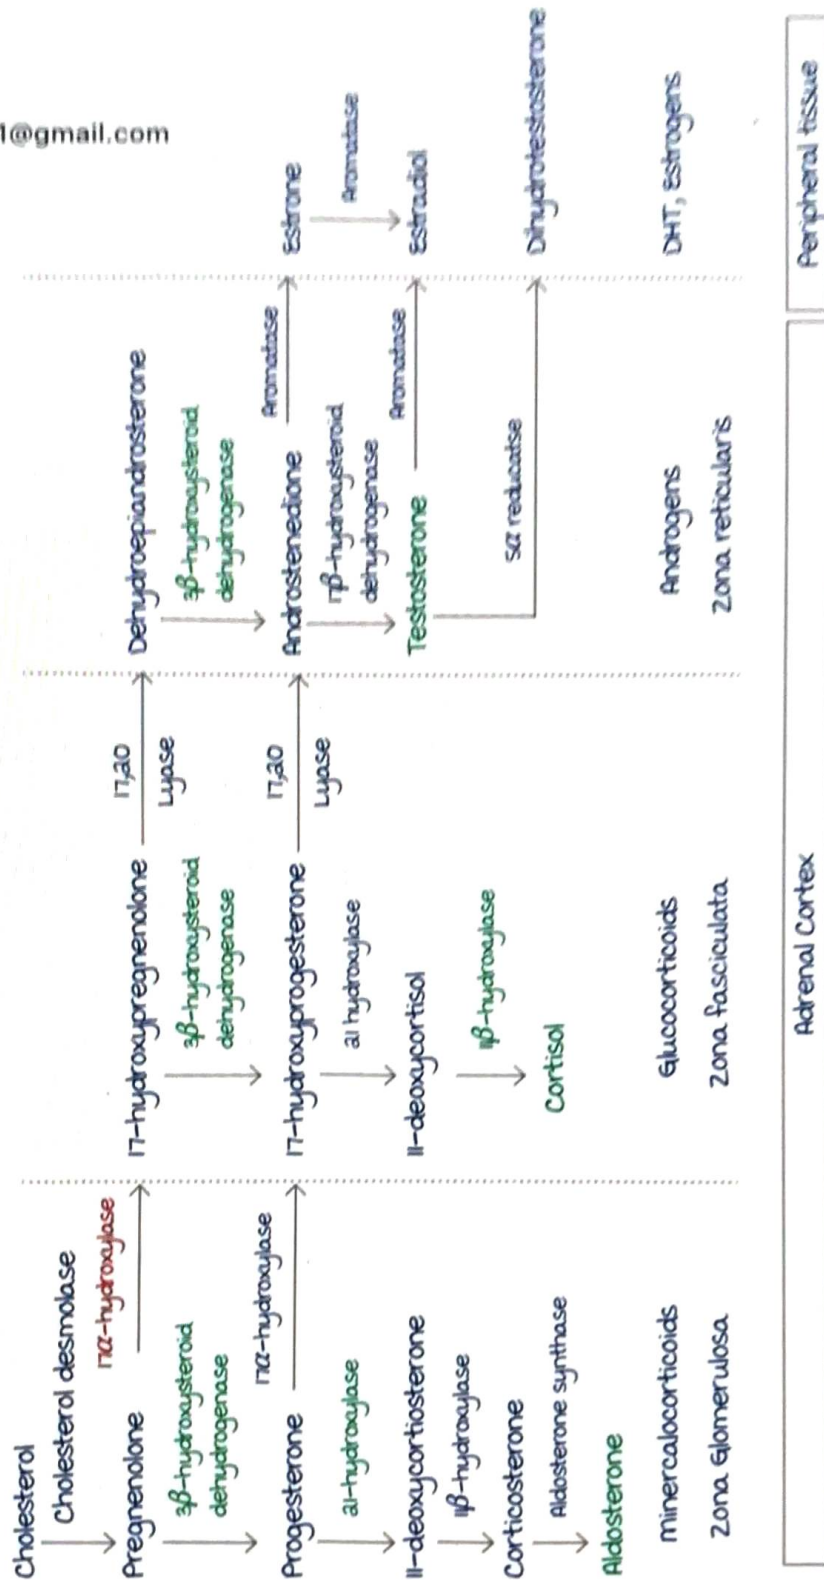 1@gmail.com
Cholesterol
Cholesterol desmolase
Pregnenolone
17α-hydroxylase
17-hydroxypregnenolone
17,20
Lyase
Dehydroepiandrosterone
3β-hydroxysteroid
dehydrogenase
3β-hydroxysteroid
dehydrogenase
3β-hydroxysteroid
dehydrogenase
Progesterone
17α-hydroxylase
17-hydroxyprogesterone
17,20
Lyase
Androstenedione
Aromatase
Estrone
21-hydroxylase
21 hydroxylase
17β-hydroxysteroid
dehydrogenase
Aromatase
11-deoxycortiosterone
11-deoxycortisol
Testosterone
Aromatase
Estradiol
11β-hydroxylase
11β-hydroxylase
5α reducatse
Corticosterone
Cortisol
Dihydrotestosterone
Aldosterone synthase
Aldosterone
minercalocorticoids
Zona Glomerulosa
Glucocorticoids
Zona fasciculata
Androgens
Zona reticularis
DHT, Estrogens
Adrenal Cortex
Peripheral tissue